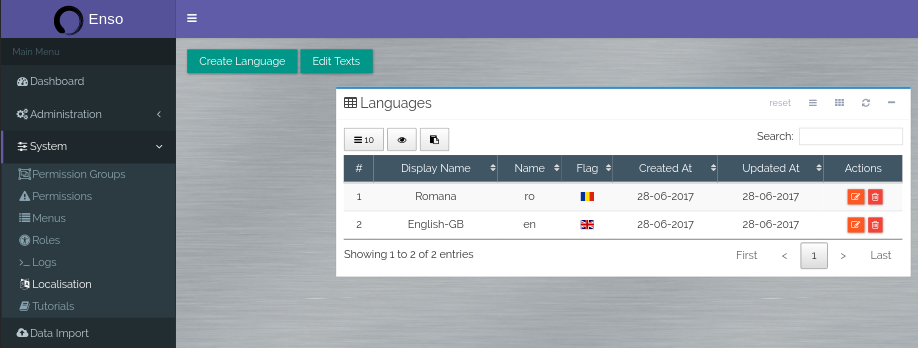 Enso
Main Menu
Dashboard
Administration
System
Permission Groups
Permissions
Menus
Roles
Logs
Localisation
Tutorials
Data Import
Create Language Edit Texts
Languages reset
10 Search:
# Display Name Name Flag Created At Updated At Actions
1 Romana ro 28-06-2017 28-06-2017
2 English-GB en 28-06-2017 28-06-2017
Showing 1 to 2 of 2 entries First < 1 > Last